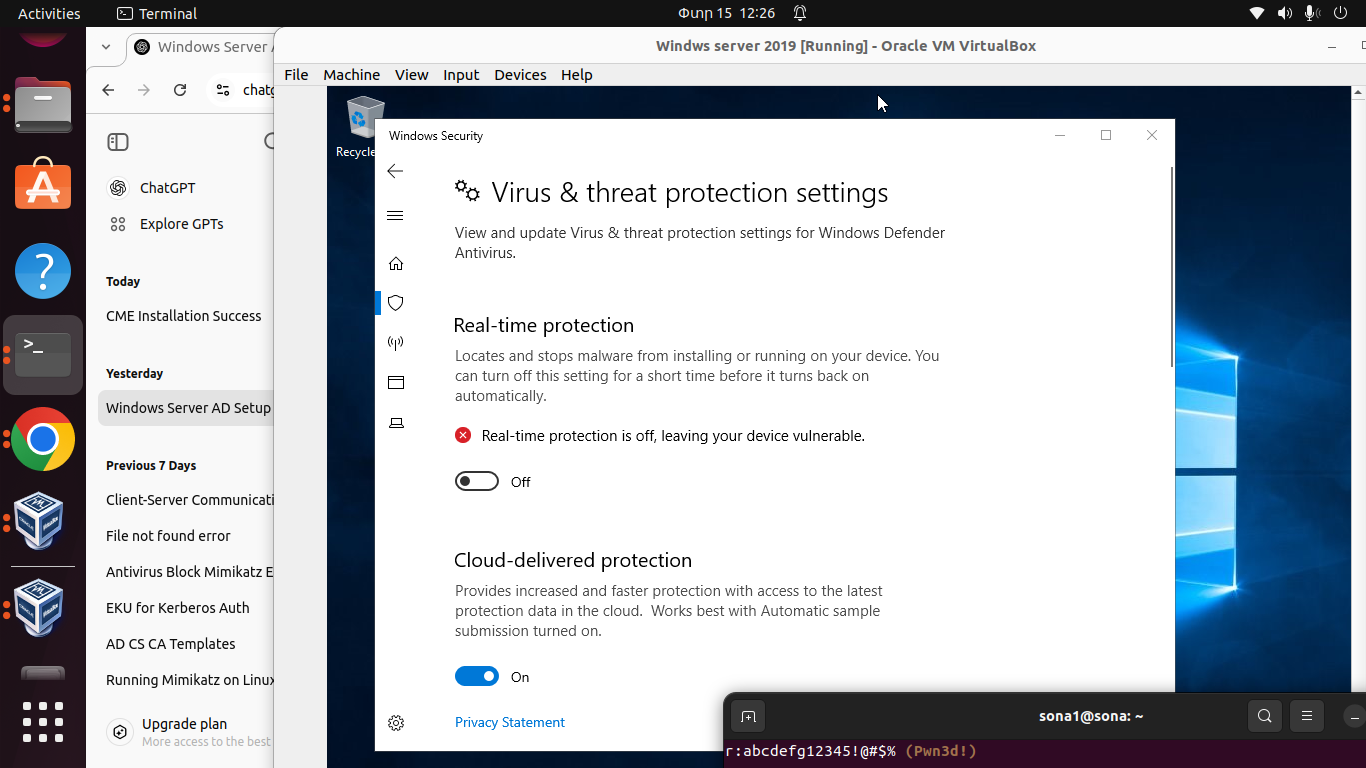 Activities
Terminal
Փտր 15 12:26
Windows Server A
chatg
ChatGPT
Explore GPTs
Today
CME Installation Success
Yesterday
Windows Server AD Setup
Previous 7 Days
Client-Server Communicati
File not found error
Antivirus Block Mimikatz E
EKU for Kerberos Auth
AD CS CA Templates
Running Mimikatz on Linux
Upgrade plan
More access to the best
Windws server 2019 [Running] - Oracle VM VirtualBox
File Machine View Input Devices Help
Recycle
Windows Security
Virus & threat protection settings
View and update Virus & threat protection settings for Windows Defender
Antivirus.
Real-time protection
Locates and stops malware from installing or running on your device. You
can turn off this setting for a short time before it turns back on
automatically.
Real-time protection is off, leaving your device vulnerable.
Off
Cloud-delivered protection
Provides increased and faster protection with access to the latest
protection data in the cloud. Works best with Automatic sample
submission turned on.
On
Privacy Statement
sona1@sona: ~
r:abcdefg12345!@#$% (Pwn3d!)